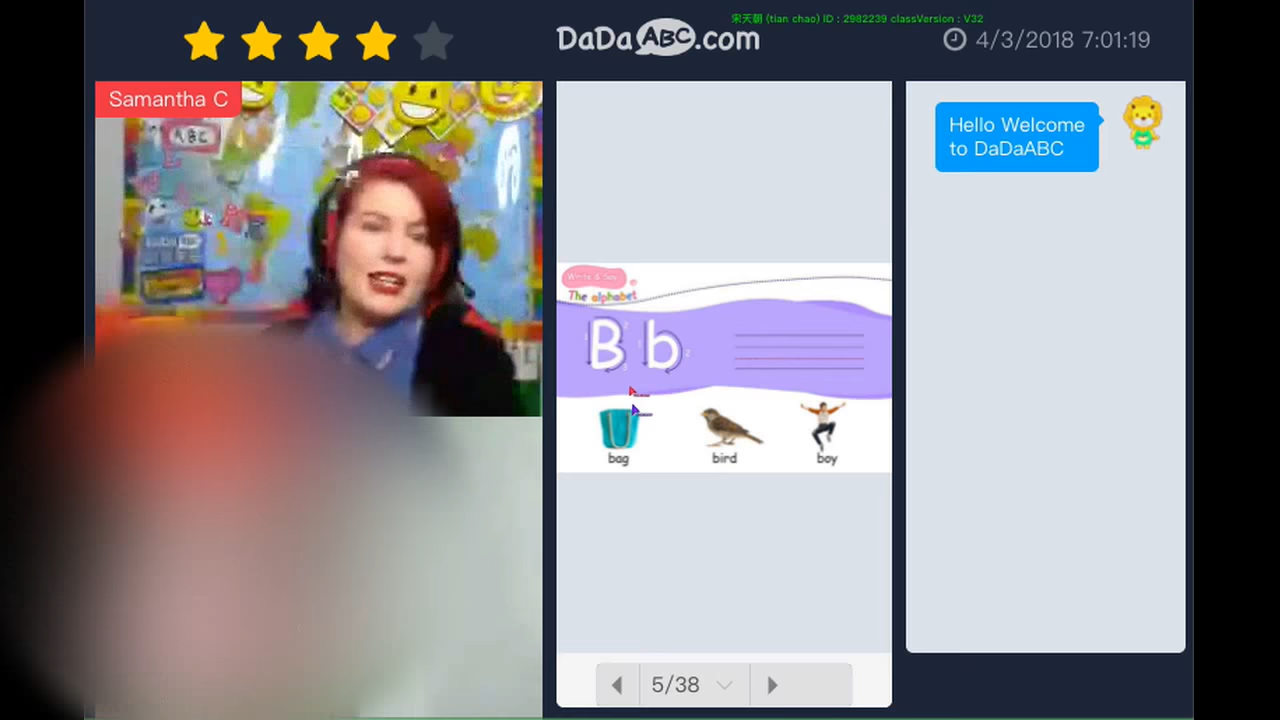 宋天朝 (tian chao) ID : 2982239 classVersion : V32
DaDaABC.com
4/3/2018 7:01:19
Samantha C
ABC
Hello Welcome
to DaDaABC
Write & Say
The alphabet
B b
bag bird boy
5/38